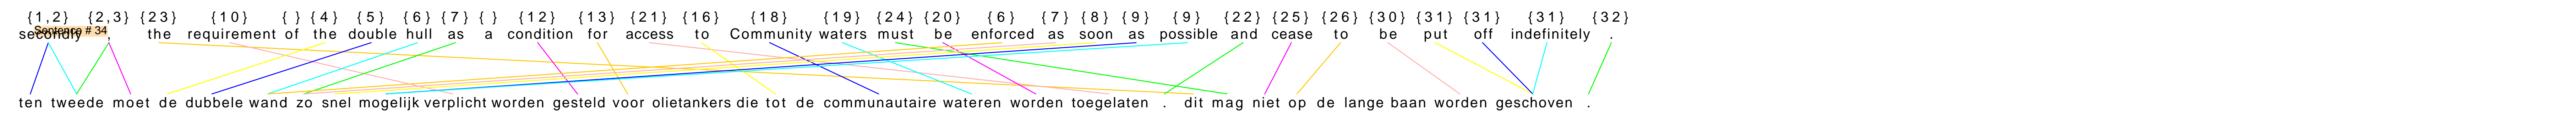 {1,2} {2,3} {23} {10} { } {4} {5} {6} {7} { } {12} {13} {21} {16} {18} {19} {24} {20} {6} {7} {8} {9} {9} {22} {25} {26} {30} {31} {31} {31} {32}
Sentence # 34
secondly , the requirement of the double hull as a condition for access to Community waters must be enforced as soon as possible and cease to be put off indefinitely .
ten tweede moet de dubbele wand zo snel mogelijk verplicht worden gesteld voor olietankers die tot de communautaire wateren worden toegelaten . dit mag niet op de lange baan worden geschoven .